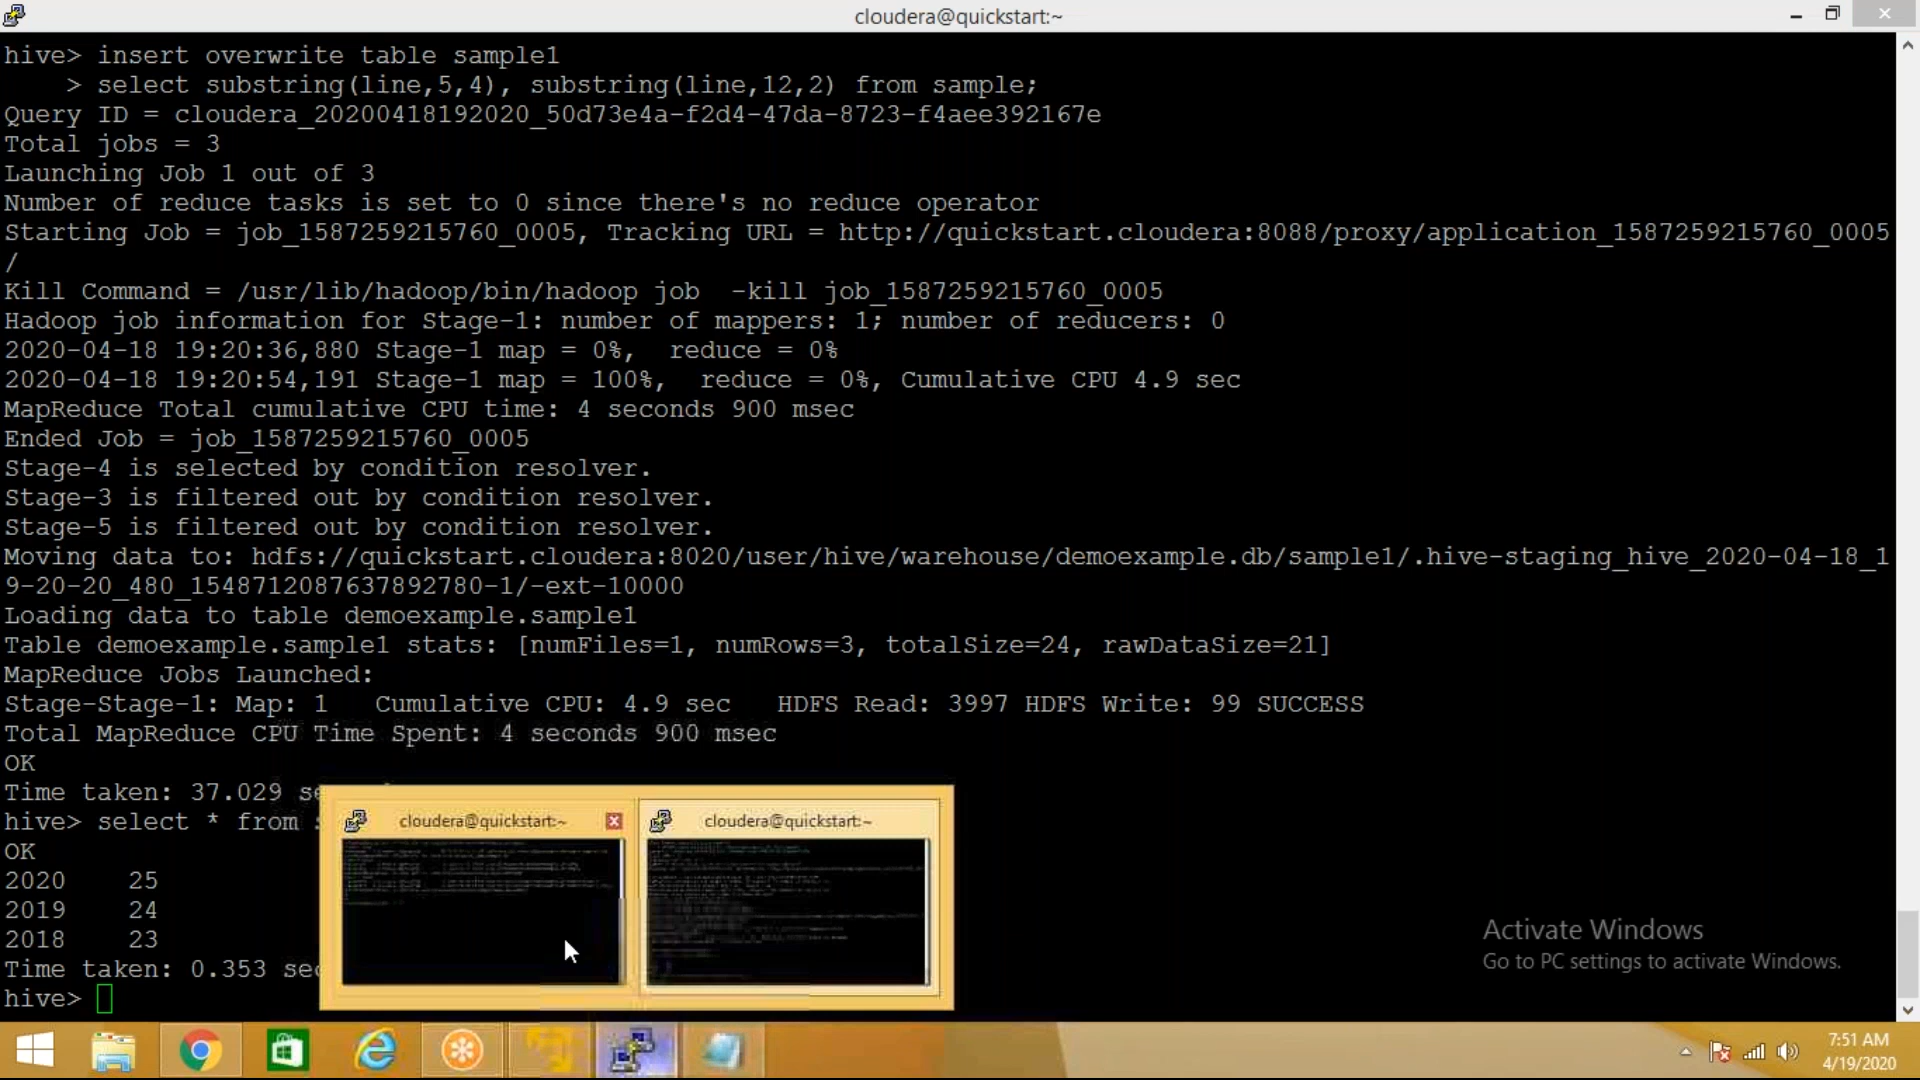 cloudera@quickstart:~
hive> insert overwrite table sample1
    > select substring(line,5,4), substring(line,12,2) from sample;
Query ID = cloudera_20200418192020_50d73e4a-f2d4-47da-8723-f4aee392167e
Total jobs = 3
Launching Job 1 out of 3
Number of reduce tasks is set to 0 since there's no reduce operator
Starting Job = job_1587259215760_0005, Tracking URL = http://quickstart.cloudera:8088/proxy/application_1587259215760_0005
/
Kill Command = /usr/lib/hadoop/bin/hadoop job  -kill job_1587259215760_0005
Hadoop job information for Stage-1: number of mappers: 1; number of reducers: 0
2020-04-18 19:20:36,880 Stage-1 map = 0%,  reduce = 0%
2020-04-18 19:20:54,191 Stage-1 map = 100%,  reduce = 0%, Cumulative CPU 4.9 sec
MapReduce Total cumulative CPU time: 4 seconds 900 msec
Ended Job = job_1587259215760_0005
Stage-4 is selected by condition resolver.
Stage-3 is filtered out by condition resolver.
Stage-5 is filtered out by condition resolver.
Moving data to: hdfs://quickstart.cloudera:8020/user/hive/warehouse/demoexample.db/sample1/.hive-staging_hive_2020-04-18_1
9-20-20_480_1548712087637892780-1/-ext-10000
Loading data to table demoexample.sample1
Table demoexample.sample1 stats: [numFiles=1, numRows=3, totalSize=24, rawDataSize=21]
MapReduce Jobs Launched:
Stage-Stage-1: Map: 1   Cumulative CPU: 4.9 sec   HDFS Read: 3997 HDFS Write: 99 SUCCESS
Total MapReduce CPU Time Spent: 4 seconds 900 msec
OK
Time taken: 37.029
hive> select * from
OK
2020    25
2019    24
2018    23
Time taken: 0.353
hive>
cloudera@quickstart:~
cloudera@quickstart:~
Activate Windows
Go to PC settings to activate Windows.
7:51 AM
4/19/2020